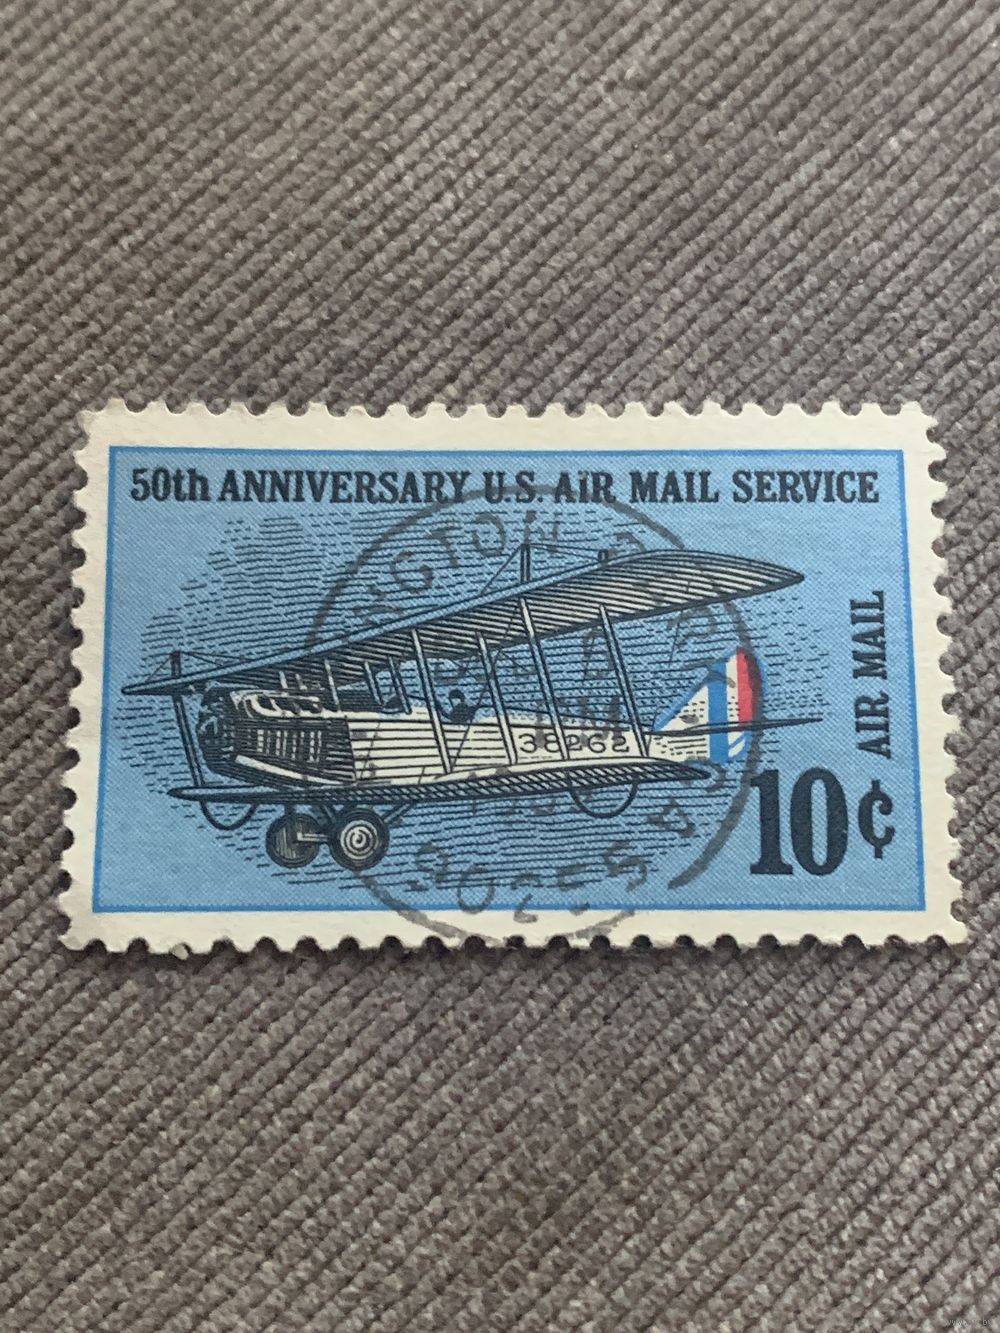 50th ANNIVERSARY U.S. AIR MAIL SERVICE
AIR MAIL
38262
10¢